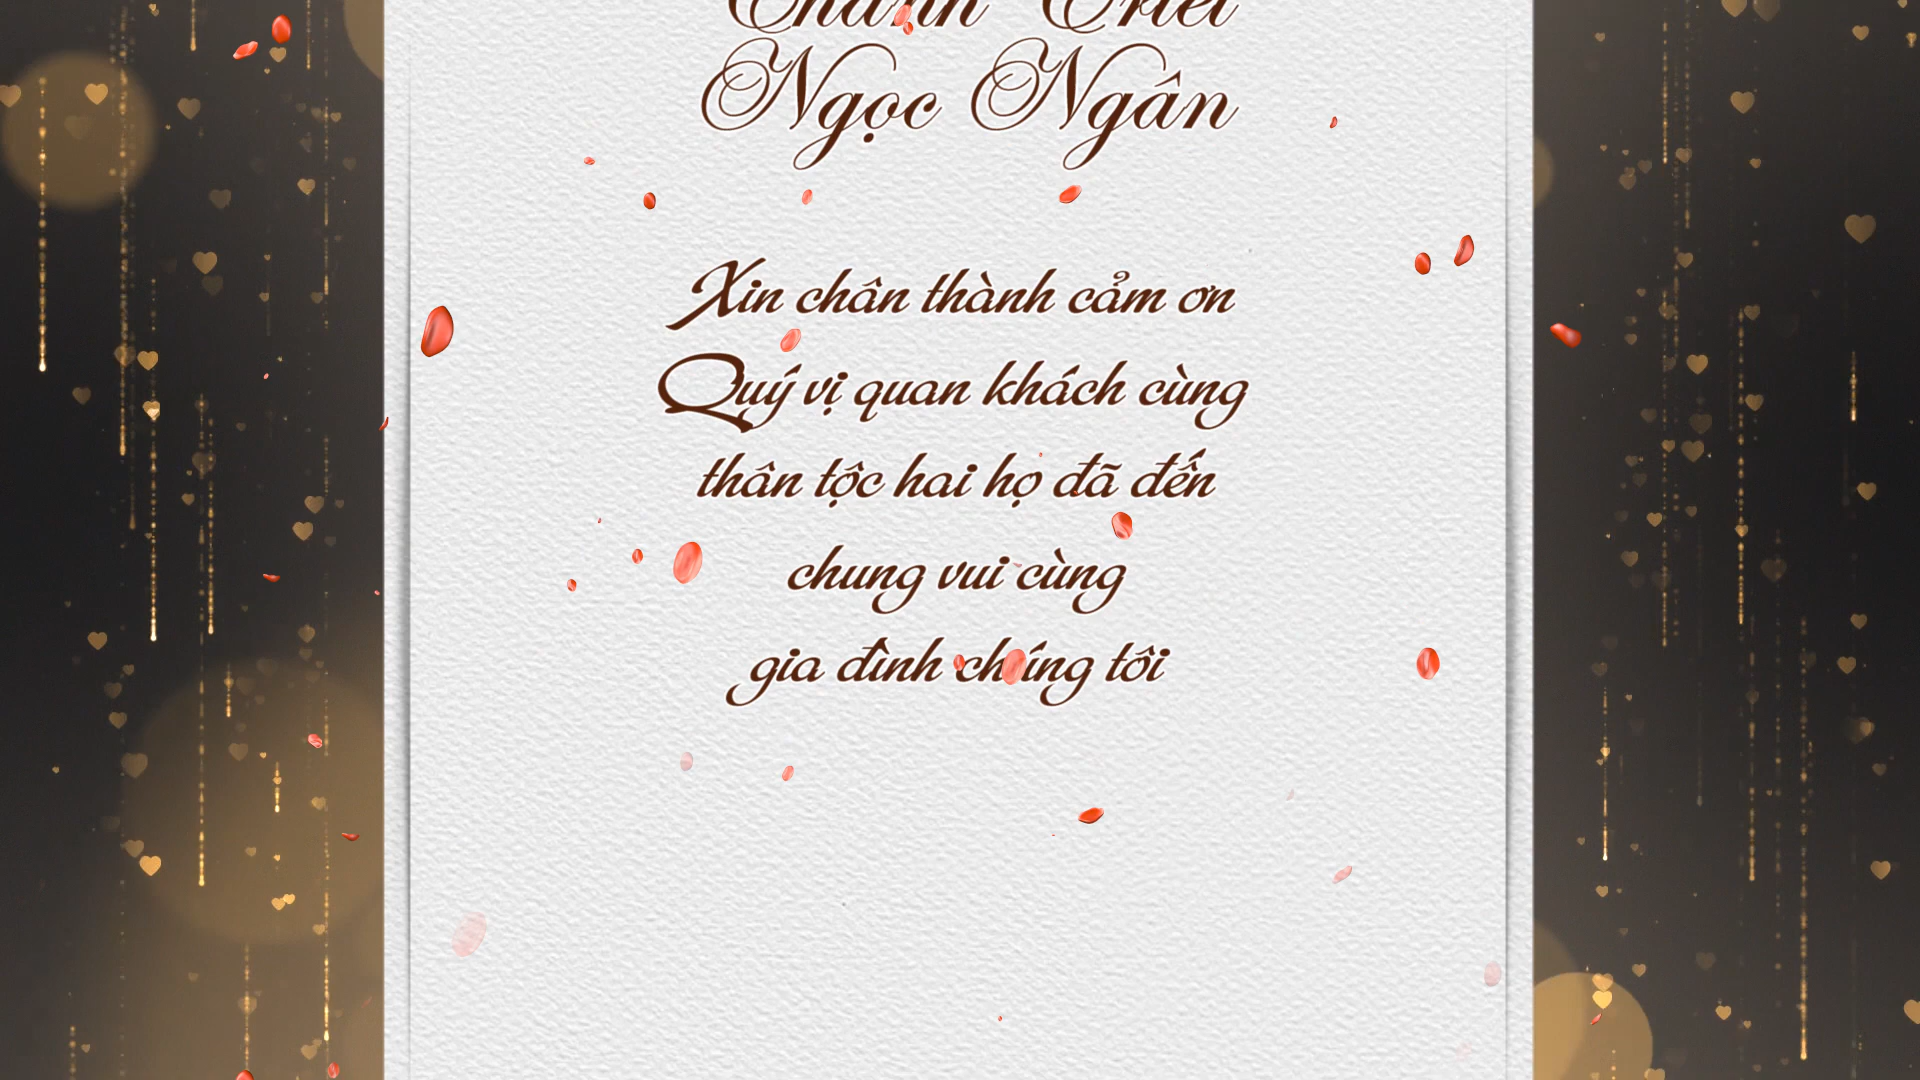 Ngọc Ngân
Xin chân thành cảm ơn
Quý vị quan khách cùng
thân tộc hai họ đã đến
chung vui cùng
gia đình chúng tôi